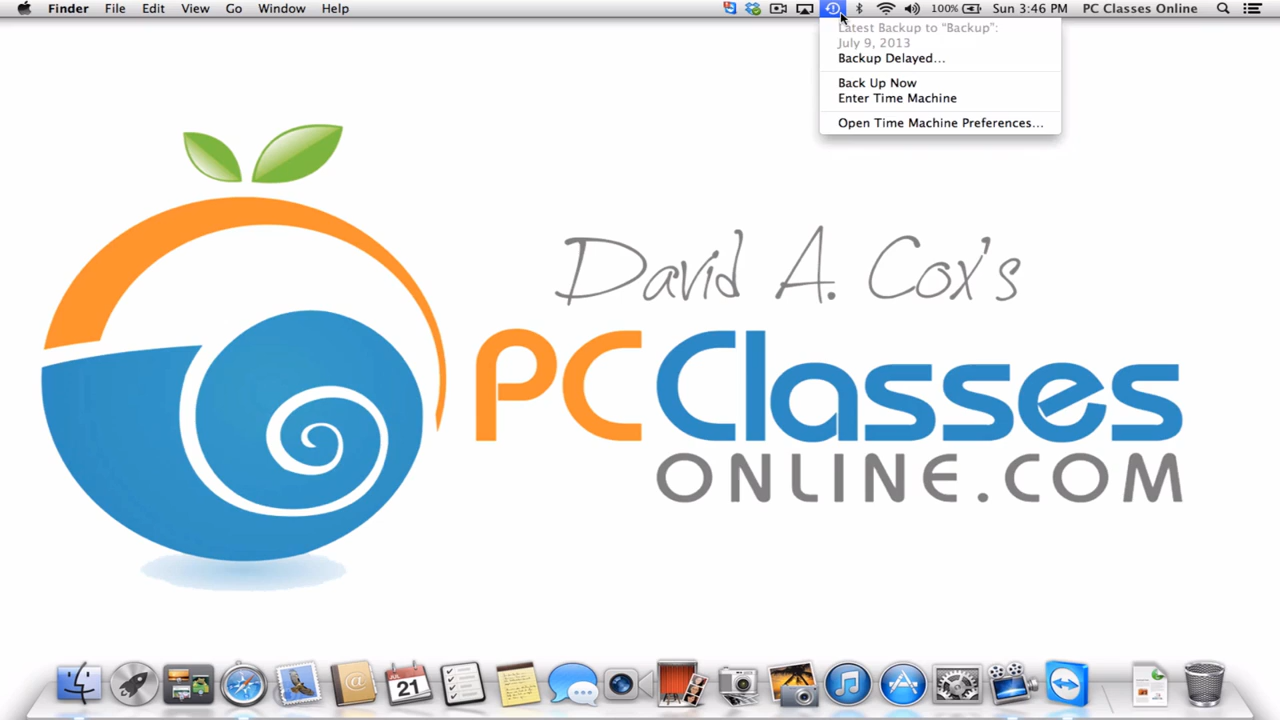 Finder File Edit View Go Window Help 100% Sun 3:46 PM PC Classes Online
Latest Backup to “Backup”:
July 9, 2013
Backup Delayed...
Back Up Now
Enter Time Machine
Open Time Machine Preferences...
David A. Cox's
PCClasses
ONLINE.COM
JUL
21